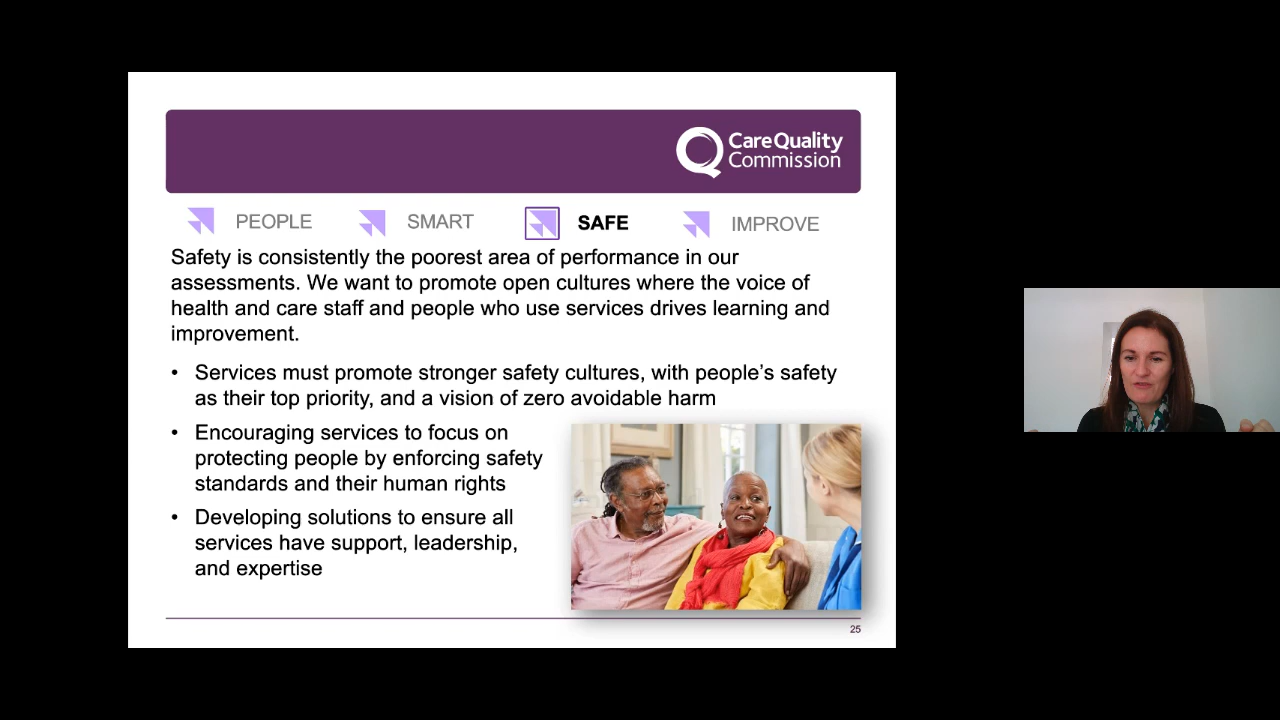 CareQuality
Commission
PEOPLE
SMART
SAFE
IMPROVE
Safety is consistently the poorest area of performance in our
assessments. We want to promote open cultures where the voice of
health and care staff and people who use services drives learning and
improvement.
• Services must promote stronger safety cultures, with people’s safety
as their top priority, and a vision of zero avoidable harm
• Encouraging services to focus on
protecting people by enforcing safety
standards and their human rights
• Developing solutions to ensure all
services have support, leadership,
and expertise
25